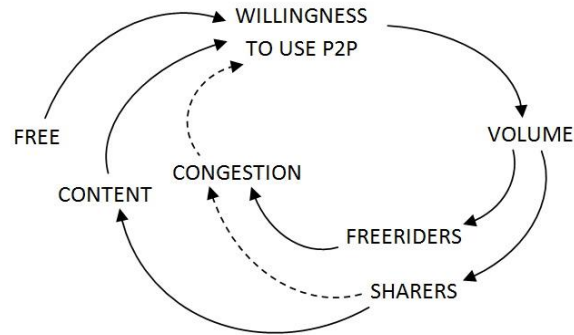 WILLINGNESS
TO USE P2P
FREE
VOLUME
CONGESTION
CONTENT
FREERIDERS
SHARERS